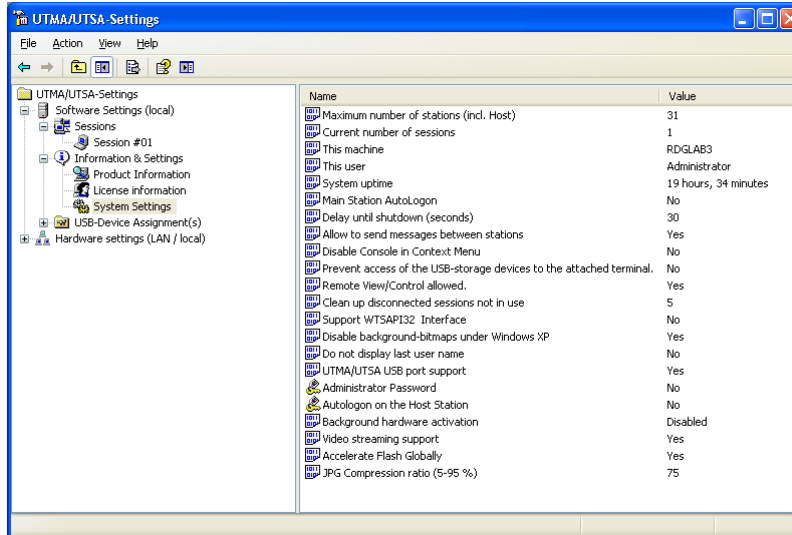 UTMA/UTSA-Settings
File Action View Help
UTMA/UTSA-Settings
Software Settings (local)
Sessions
Session #01
Information & Settings
Product Information
License information
System Settings
USB-Device Assignment(s)
Hardware settings (LAN / local)
Name Value
Maximum number of stations (incl. Host) 31
Current number of sessions 1
This machine RDGLAB3
This user Administrator
System uptime 19 hours, 34 minutes
Main Station AutoLogon No
Delay until shutdown (seconds) 30
Allow to send messages between stations Yes
Disable Console in Context Menu No
Prevent access of the USB-storage devices to the attached terminal. No
Remote View/Control allowed. Yes
Clean up disconnected sessions not in use 5
Support WTSAPI32 Interface No
Disable background-bitmaps under Windows XP Yes
Do not display last user name No
UTMA/UTSA USB port support Yes
Administrator Password No
Autologon on the Host Station No
Background hardware activation Disabled
Video streaming support Yes
Accelerate Flash Globally Yes
JPG Compression ratio (5-95 %) 75